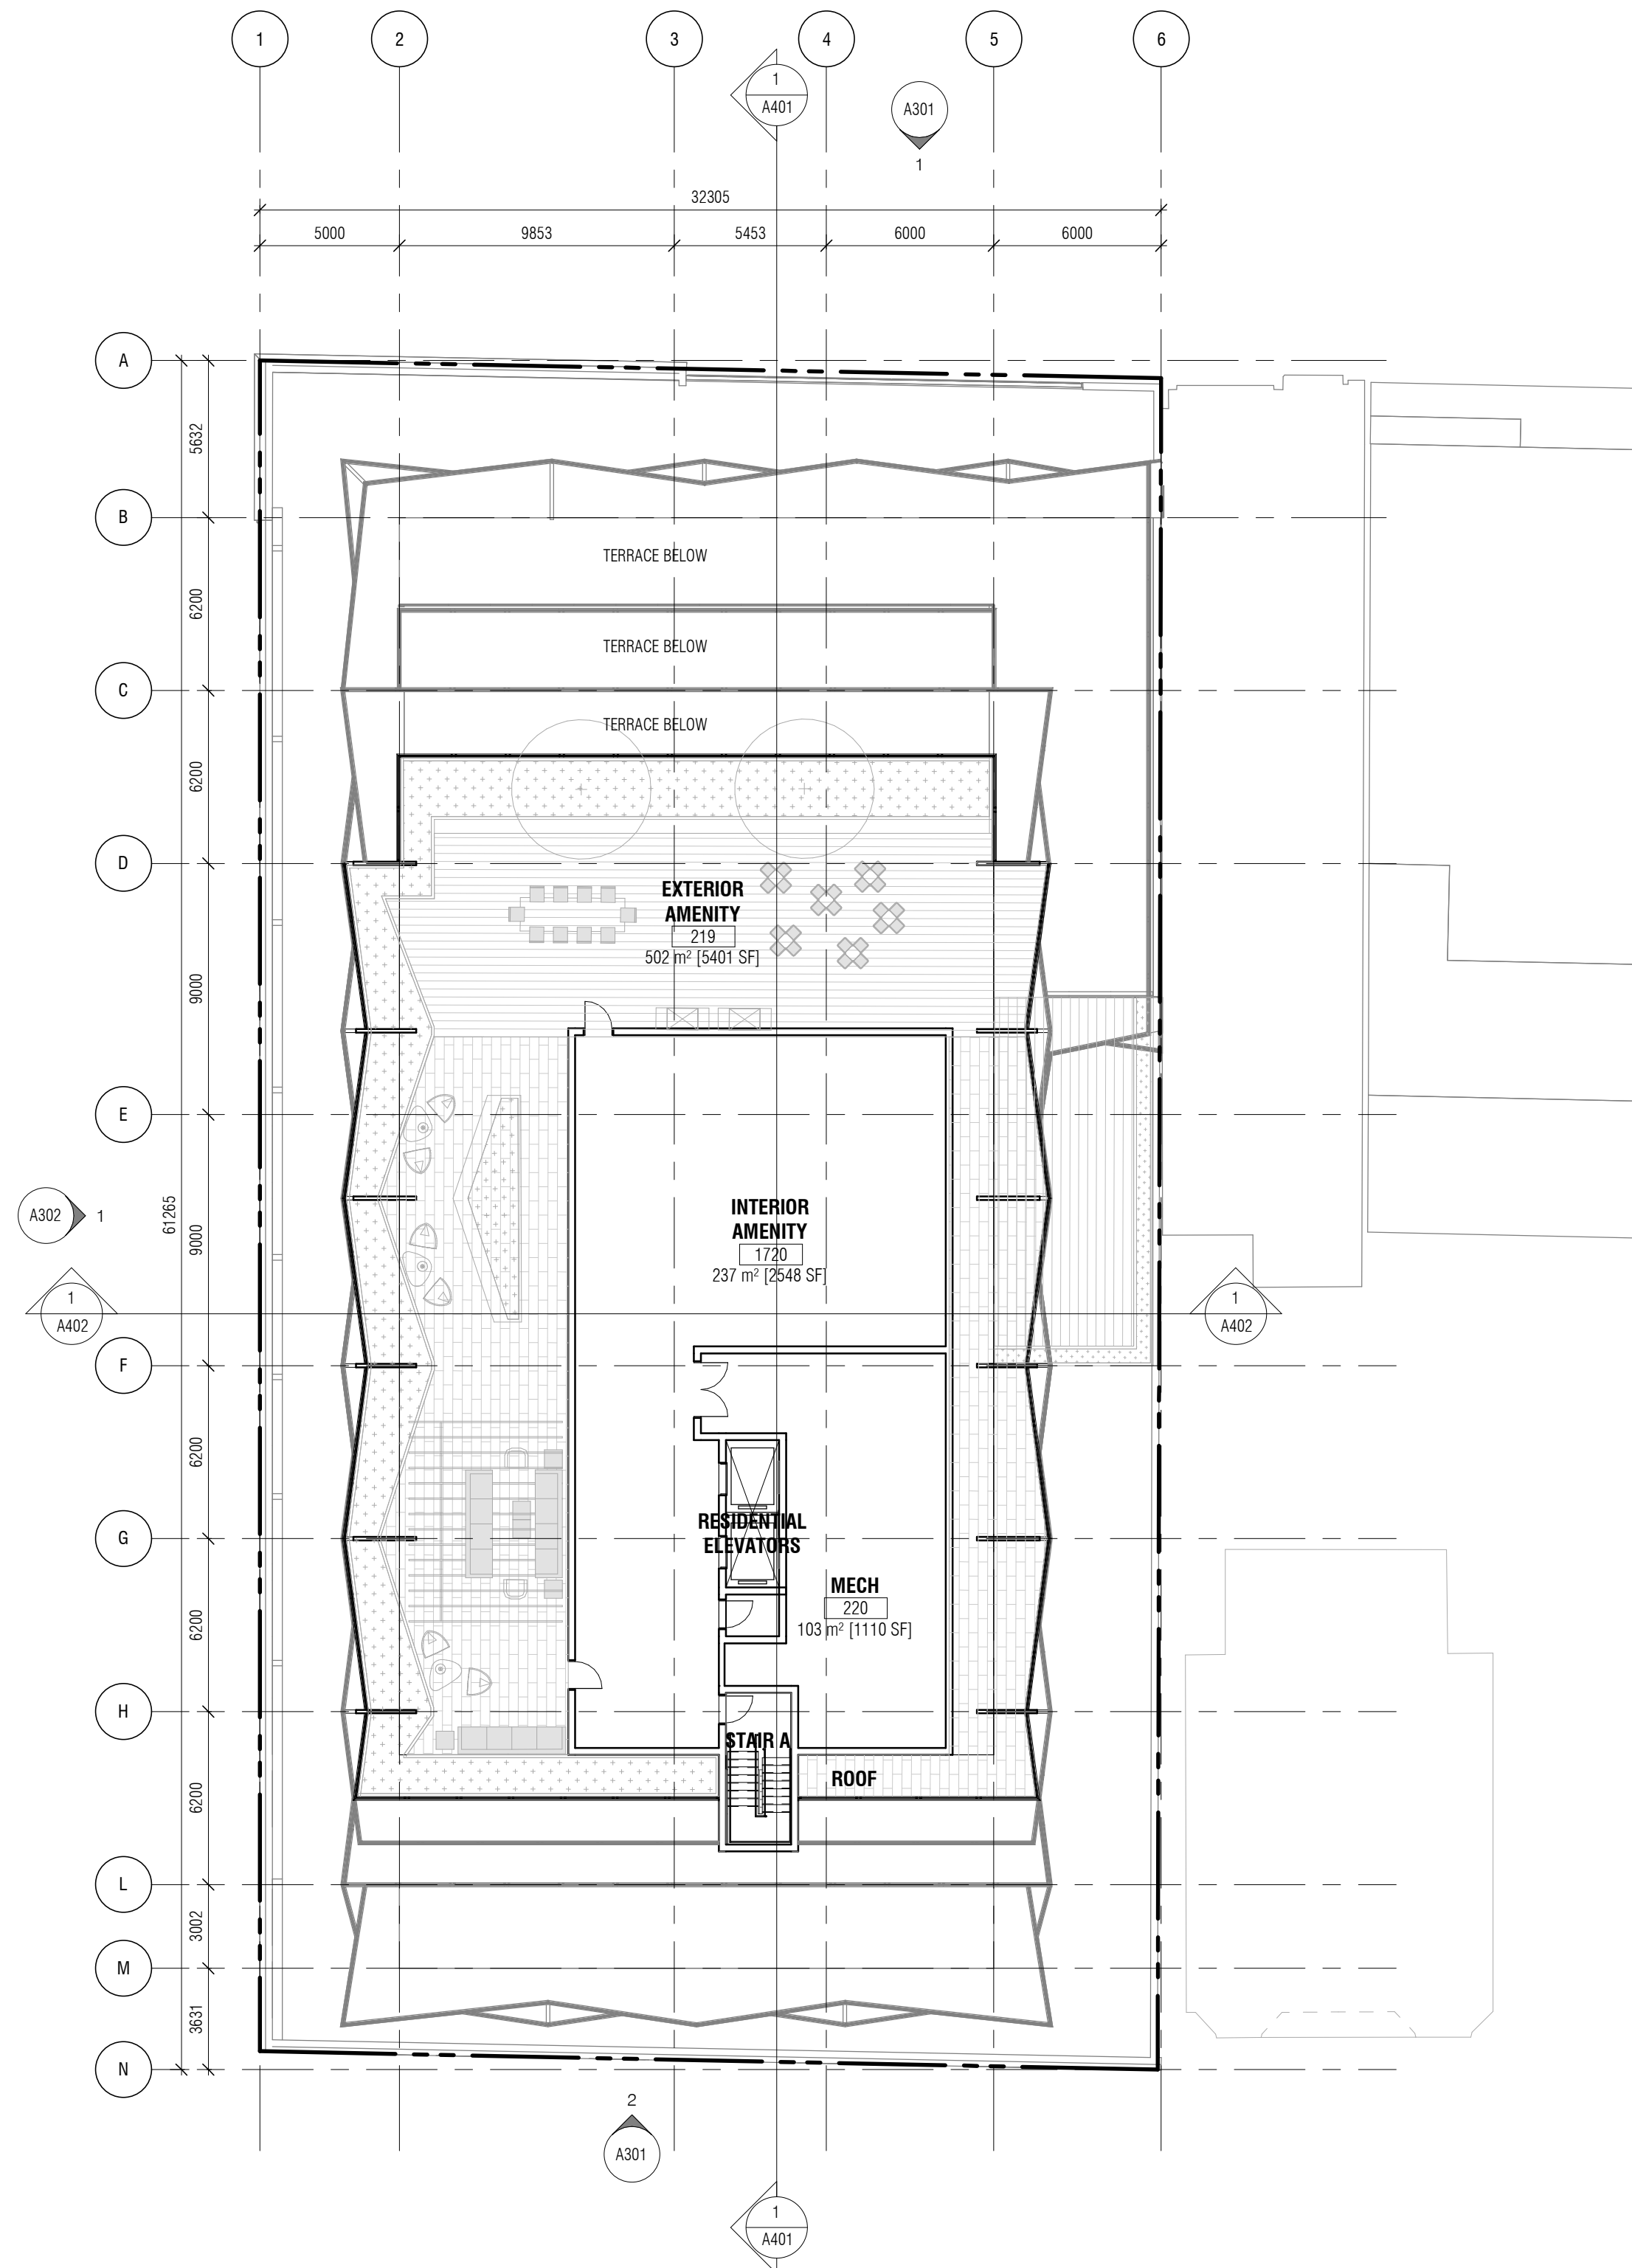 1
2
3
4
5
6
1
A401
A301
1
32305
5000
9853
5453
6000
6000
A
5632
B
TERRACE BELOW
6200
TERRACE BELOW
C
TERRACE BELOW
6200
D
EXTERIOR
AMENITY
219
502 m² [5401 SF]
9000
E
61265
INTERIOR
AMENITY
1720
237 m² [2548 SF]
A302
1
9000
1
A402
1
A402
F
6200
RESIDENTIAL
ELEVATORS
G
MECH
220
103 m² [1110 SF]
6200
H
STAIR A
ROOF
6200
L
3002
M
3631
N
2
A301
1
A401